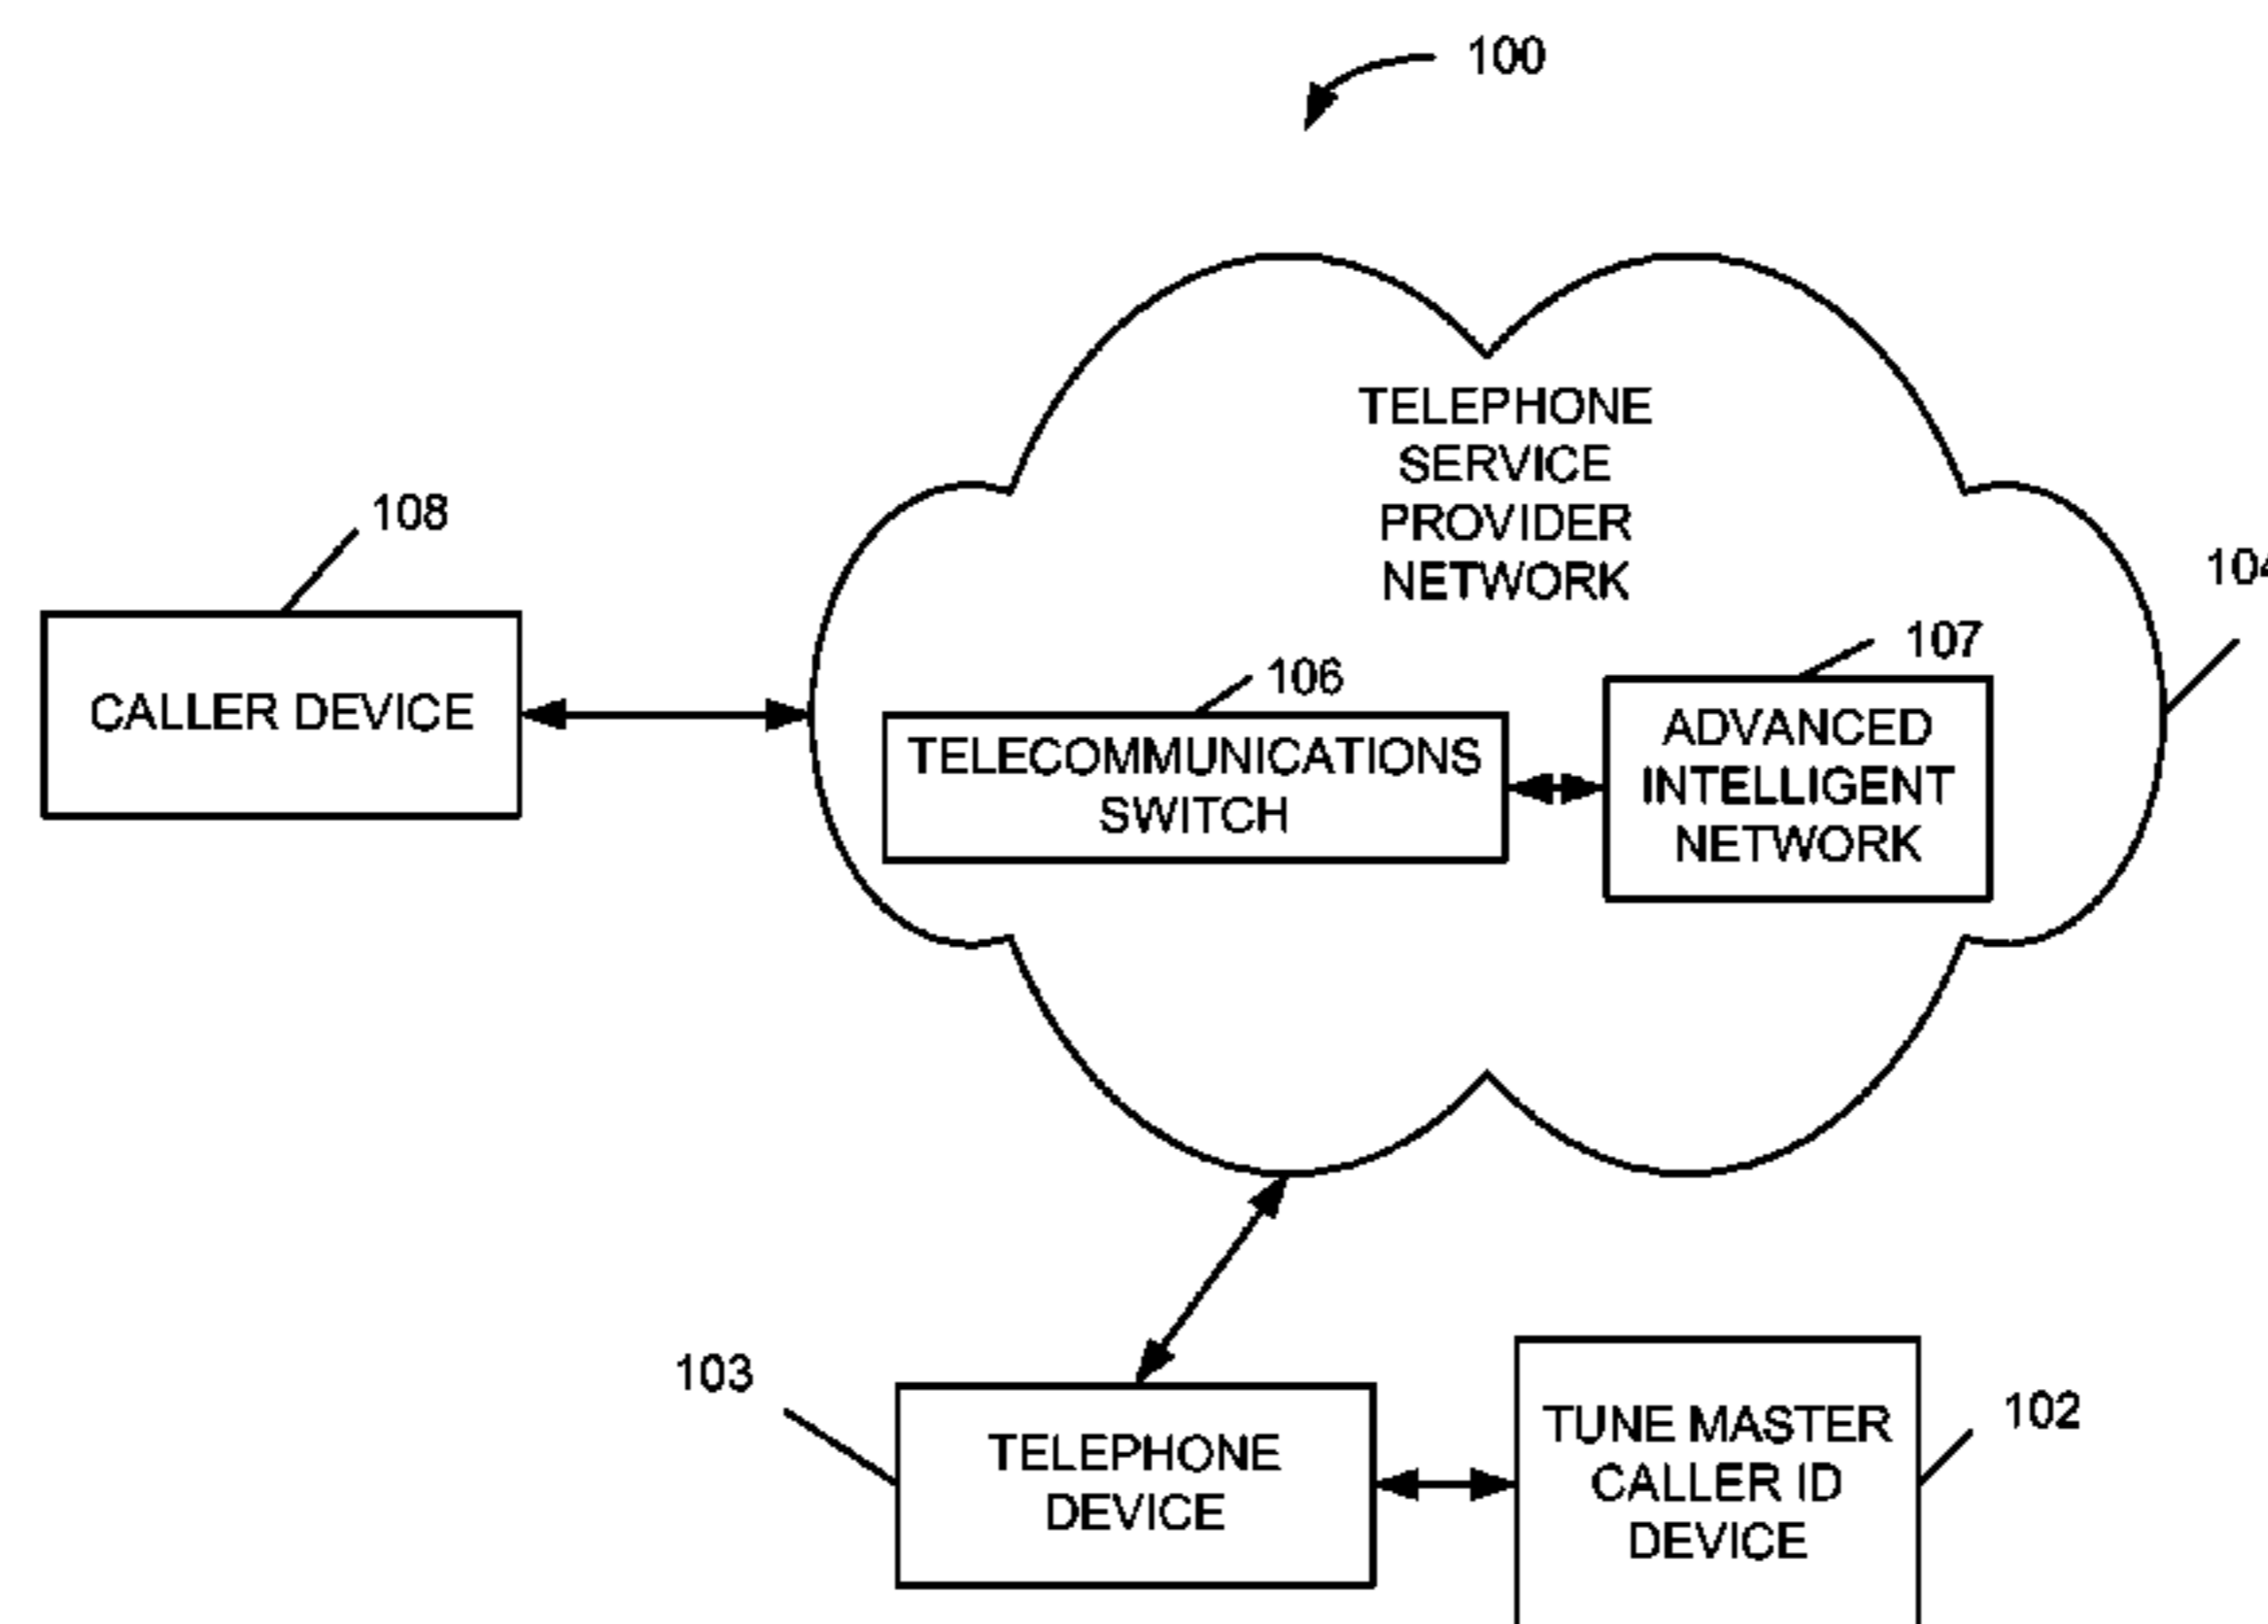 100
TELEPHONE
SERVICE
PROVIDER
NETWORK
108
104
107
106
CALLER DEVICE
TELECOMMUNICATIONS
SWITCH
ADVANCED
INTELLIGENT
NETWORK
103
TELEPHONE
DEVICE
TUNE MASTER
CALLER ID
DEVICE
102